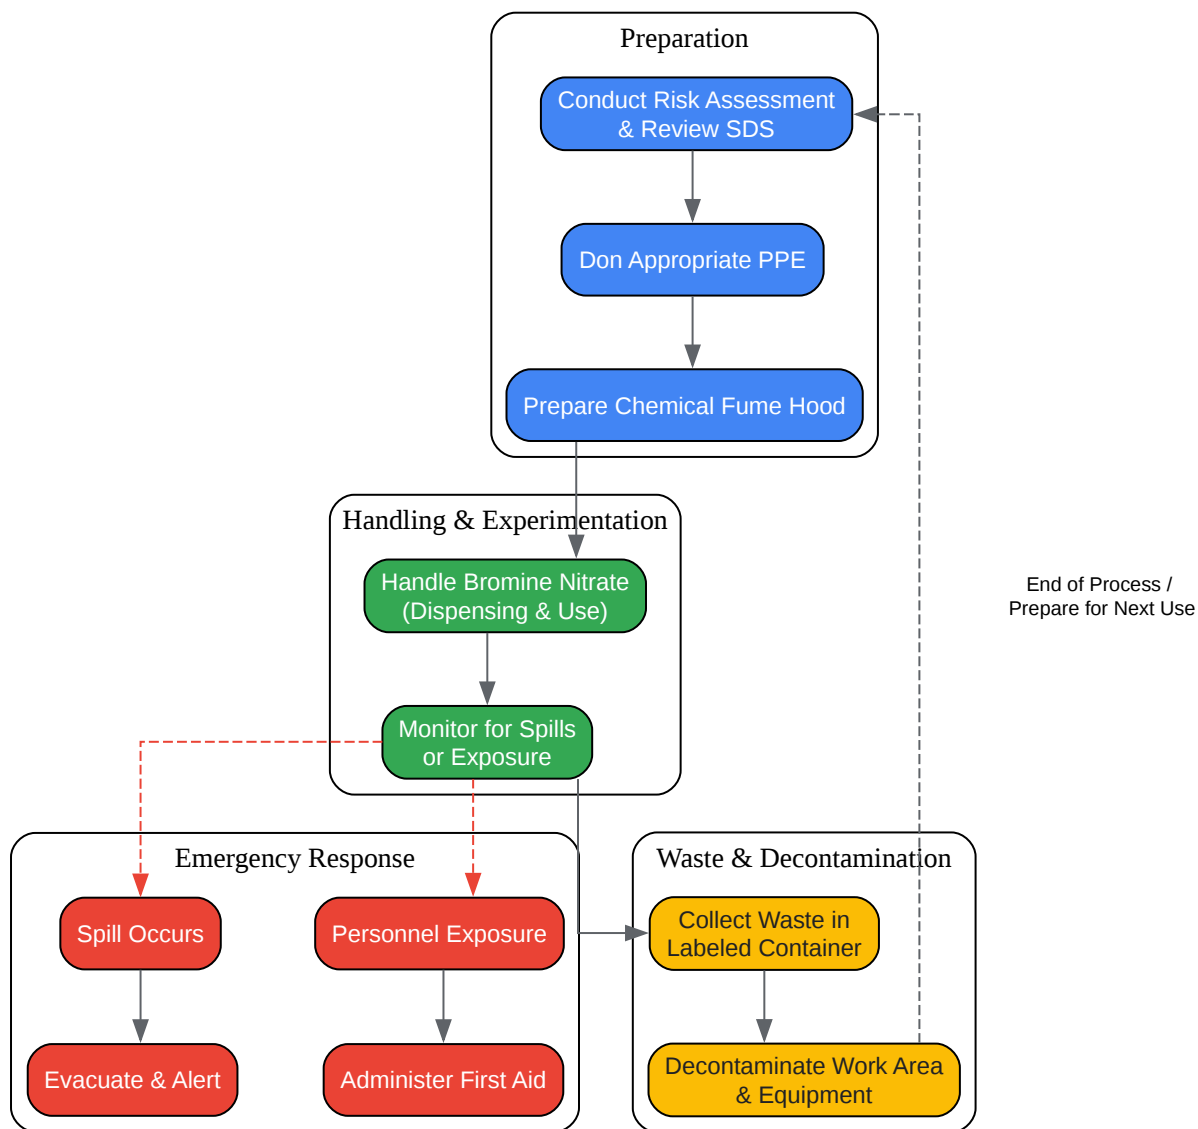 Preparation
Conduct Risk Assessment
& Review SDS
Don Appropriate PPE
Prepare Chemical Fume Hood
Handling & Experimentation
Handle Bromine Nitrate
(Dispensing & Use)
End of Process /
Prepare for Next Use
Monitor for Spills
or Exposure
Emergency Response
Spill Occurs
Personnel Exposure
Evacuate & Alert
Administer First Aid
Waste & Decontamination
Collect Waste in
Labeled Container
Decontaminate Work Area
& Equipment